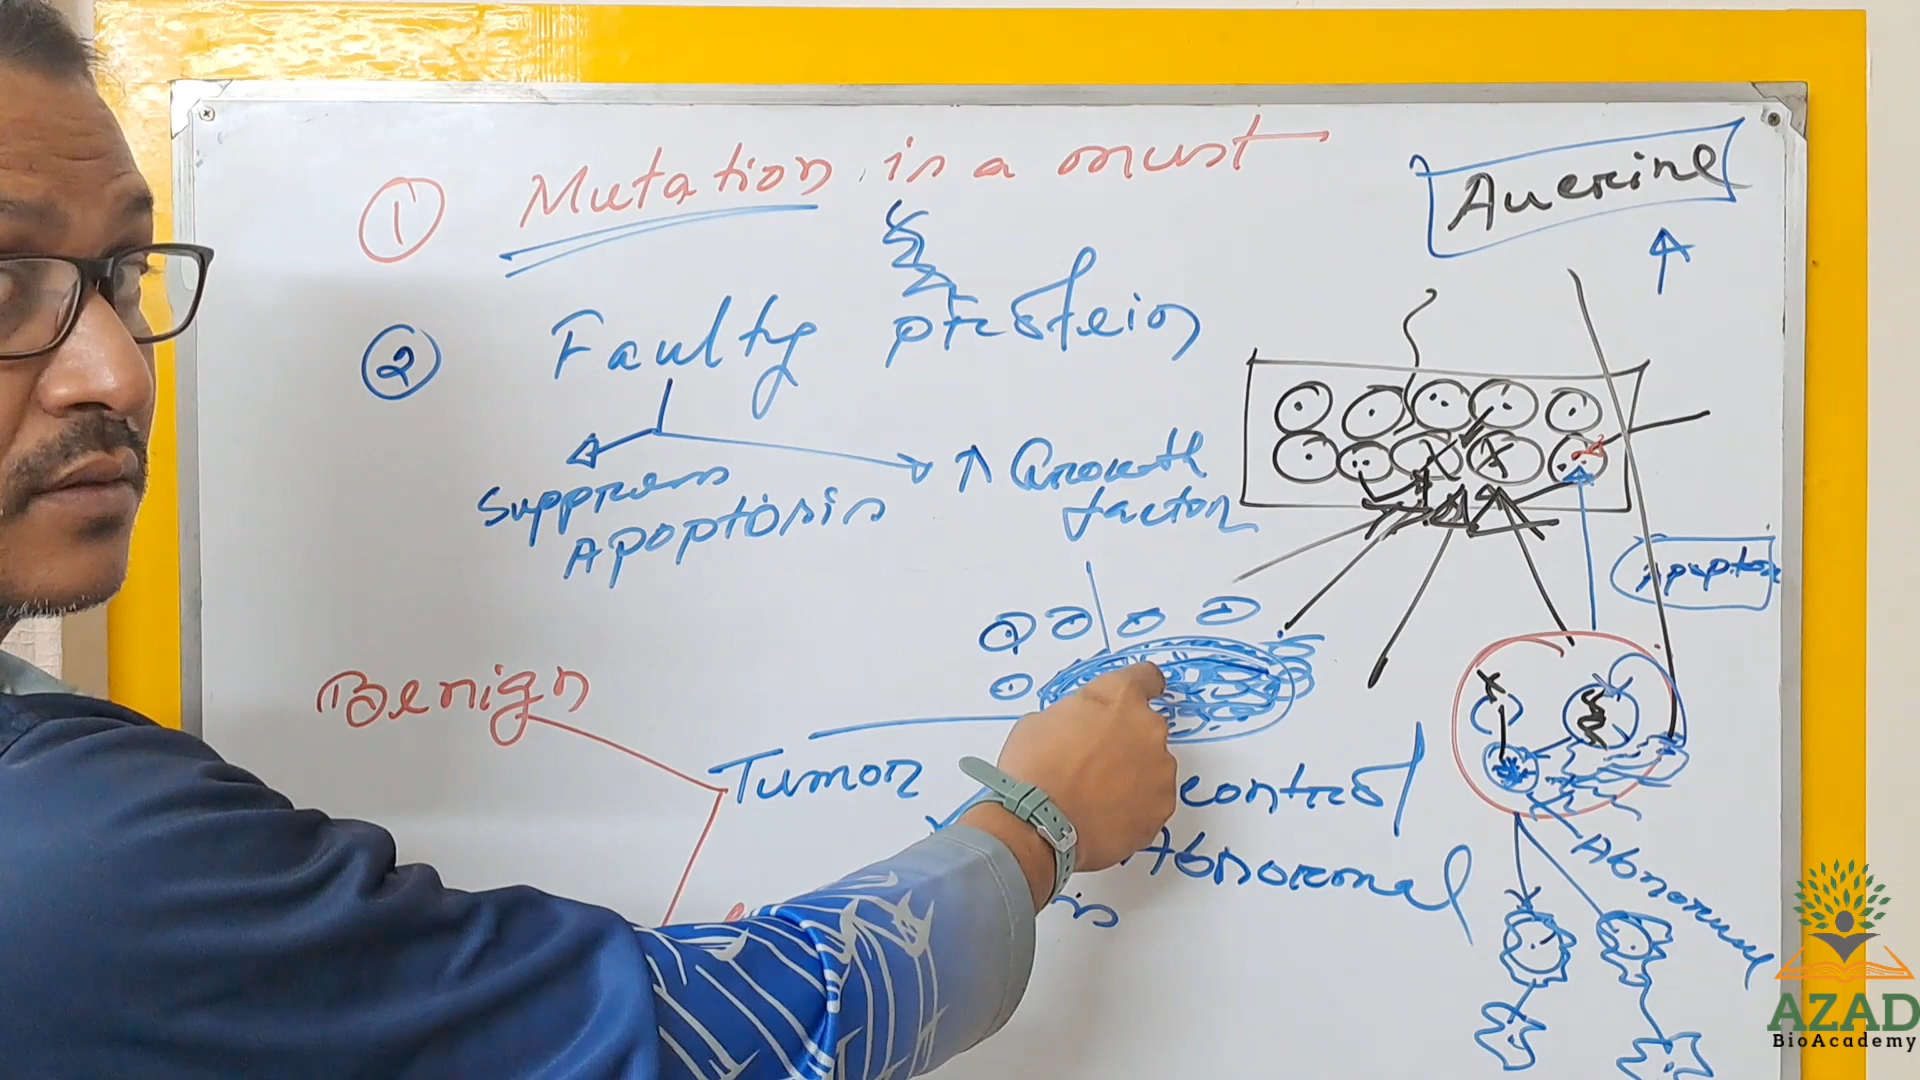 1 Mutation is a must
Aucrine
2 Faulty protein
Suppress
Apoptosis
↑ Growth
factor
Apoptosis
Benign
Tumor
control
Abnormal
Abnormal
AZAD
BioAcademy